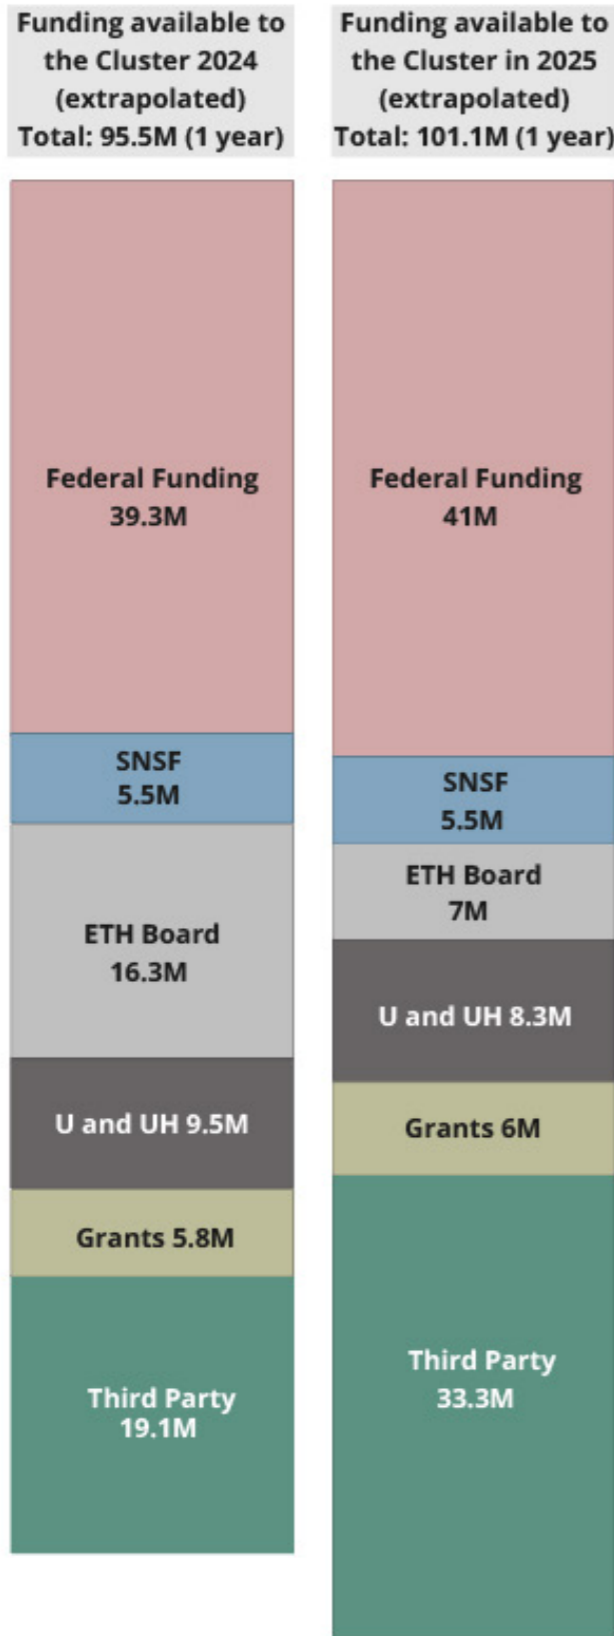 Funding available to
the Cluster 2024
(extrapolated)
Total: 95.5M (1 year)
Federal Funding
39.3M
SNSF
5.5M
ETH Board
16.3M
U and UH 9.5M
Grants 5.8M
Third Party
19.1M
Funding available to
the Cluster in 2025
(extrapolated)
Total: 101.1M (1 year)
Federal Funding
41M
SNSF
5.5M
ETH Board
7M
U and UH 8.3M
Grants 6M
Third Party
33.3M